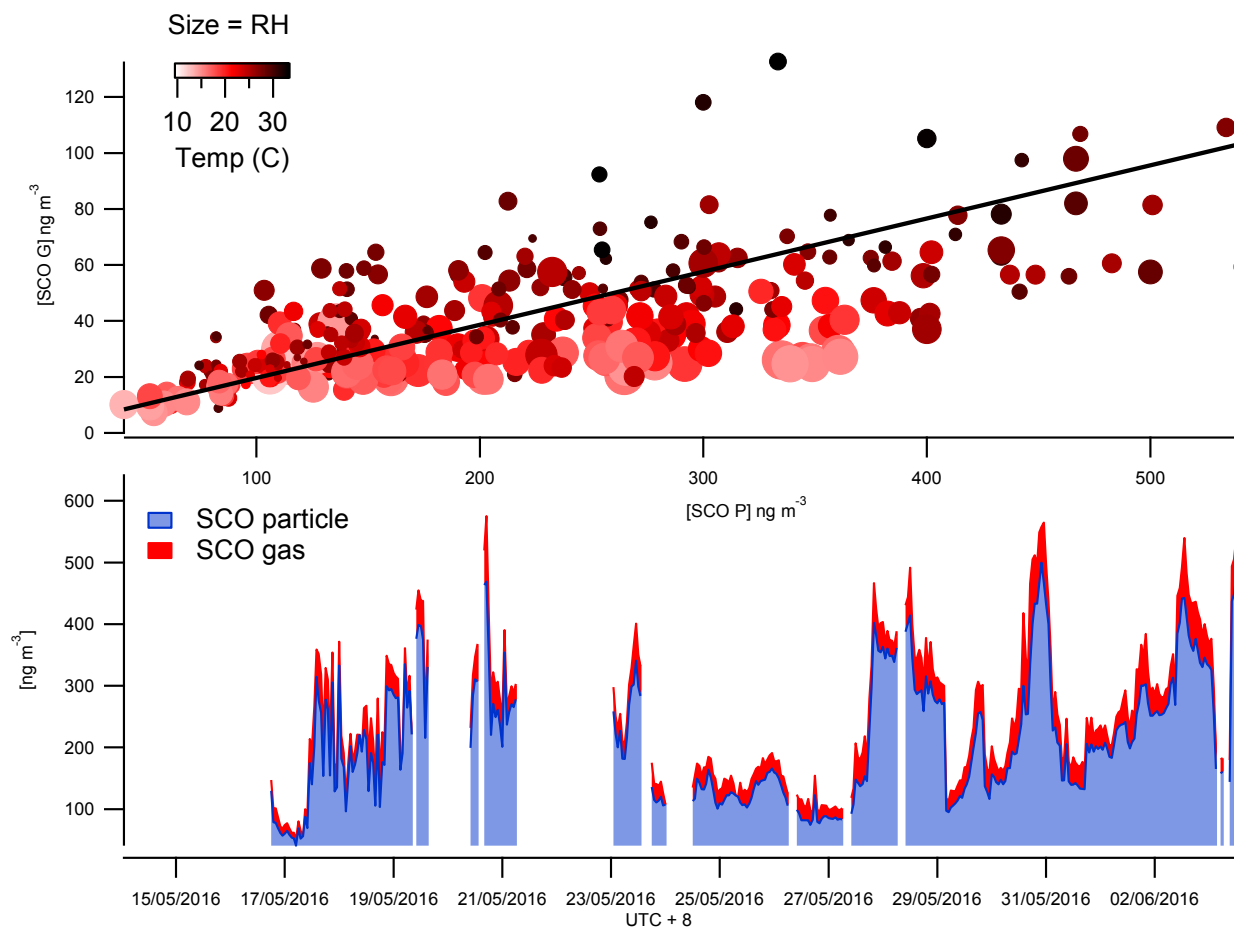 Size = RH
10 20 30
Temp (C)
[SCO G] ng m⁻³
120
100
80
60
40
20
0
100 200 300 400 500
[SCO P] ng m⁻³
[ng m⁻³]
600
500
400
300
200
100
SCO particle
SCO gas
15/05/2016 17/05/2016 19/05/2016 21/05/2016 23/05/2016 25/05/2016 27/05/2016 29/05/2016 31/05/2016 02/06/2016
UTC + 8